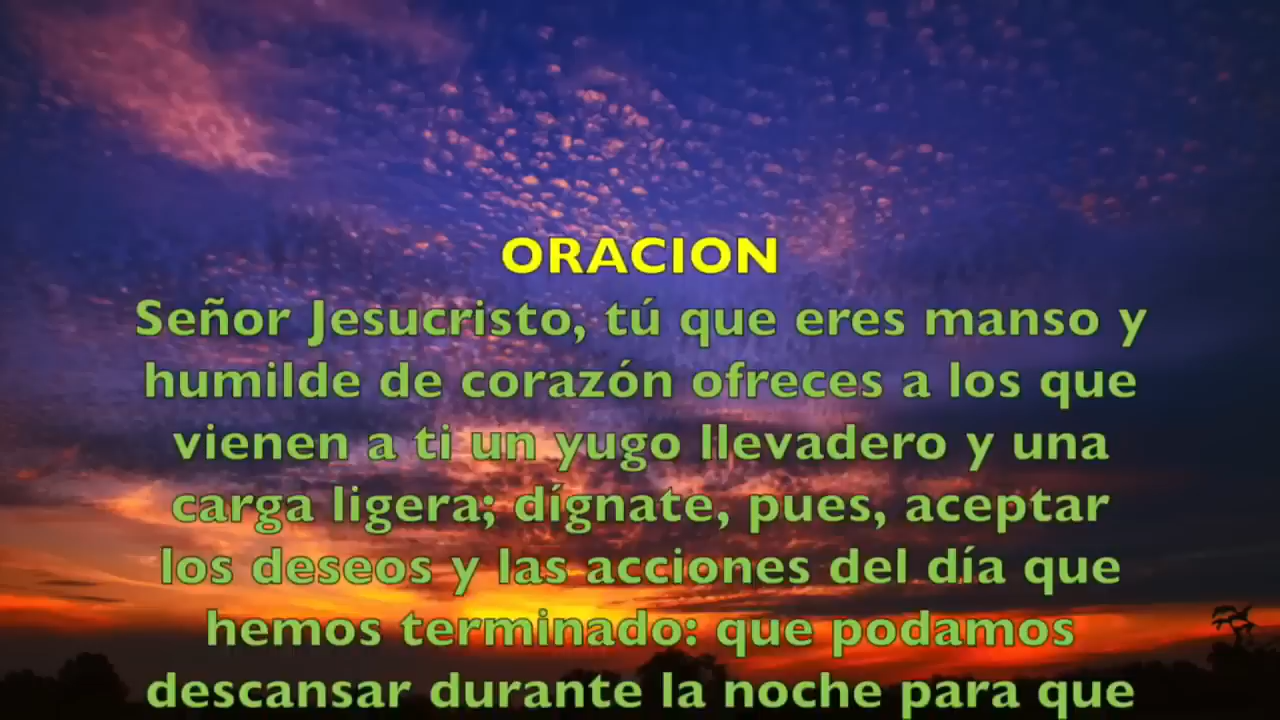 ORACION
Señor Jesucristo, tú que eres manso y
humilde de corazón ofreces a los que
vienen a ti un yugo llevadero y una
carga ligera; dígnate, pues, aceptar
los deseos y las acciones del día que
hemos terminado: que podamos
descansar durante la noche para que